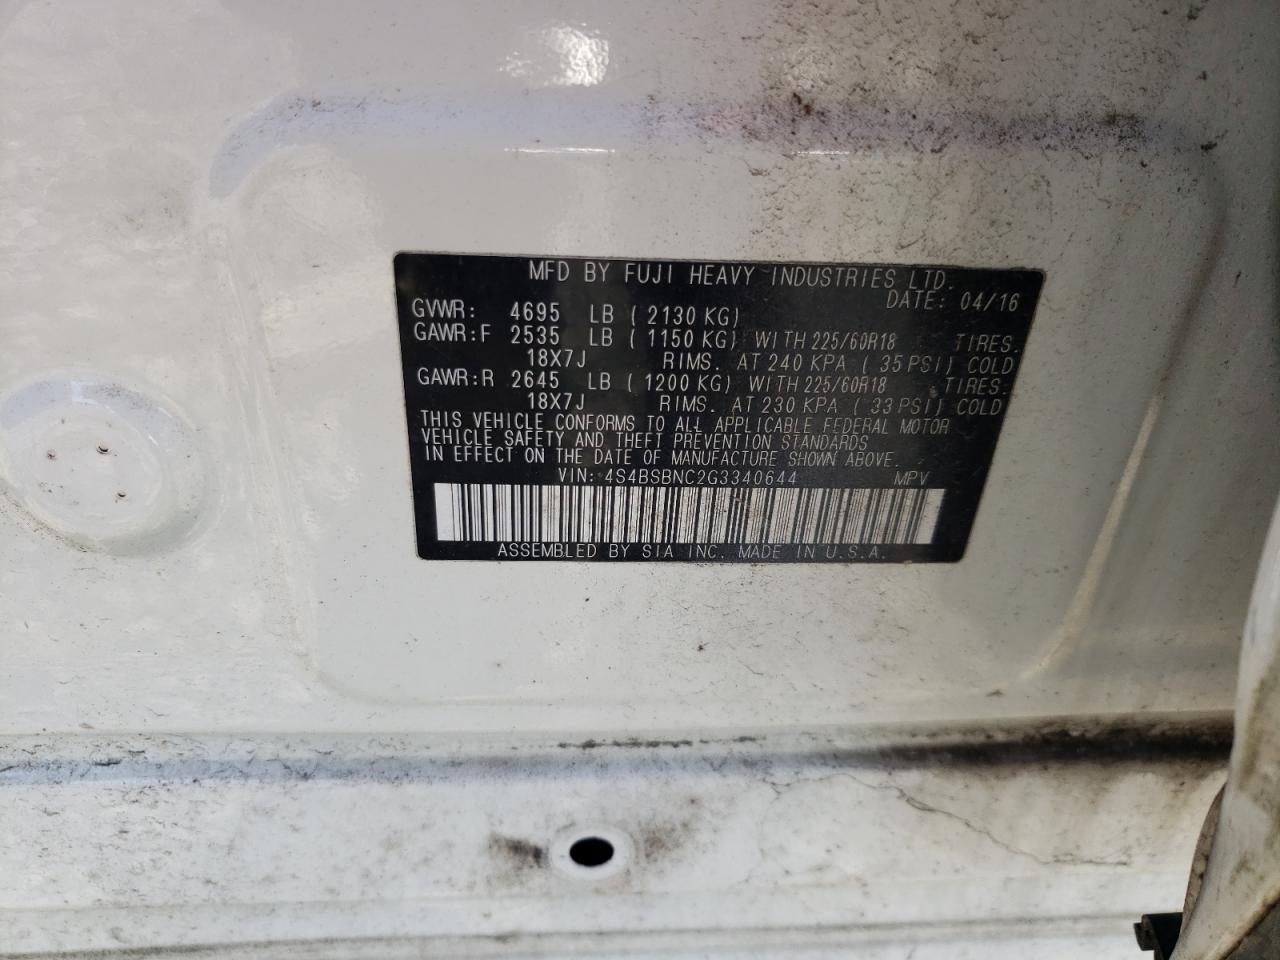 MFD BY FUJI HEAVY INDUSTRIES LTD.
DATE: 04/16
GVWR: 4695 LB ( 2130 KG)
GAWR:F 2535 LB ( 1150 KG) WITH 225/60R18 TIRES.
18X7J RIMS. AT 240 KPA ( 35 PSI) COLD
GAWR:R 2645 LB ( 1200 KG) WITH 225/60R18 TIRES.
18X7J RIMS. AT 230 KPA ( 33 PSI) COLD
THIS VEHICLE CONFORMS TO ALL APPLICABLE FEDERAL MOTOR
VEHICLE SAFETY AND THEFT PREVENTION STANDARDS
IN EFFECT ON THE DATE OF MANUFACTURE SHOWN ABOVE.
VIN: 4S4BSBNC2G3340644 MPV
ASSEMBLED BY SIA INC. MADE IN U.S.A.